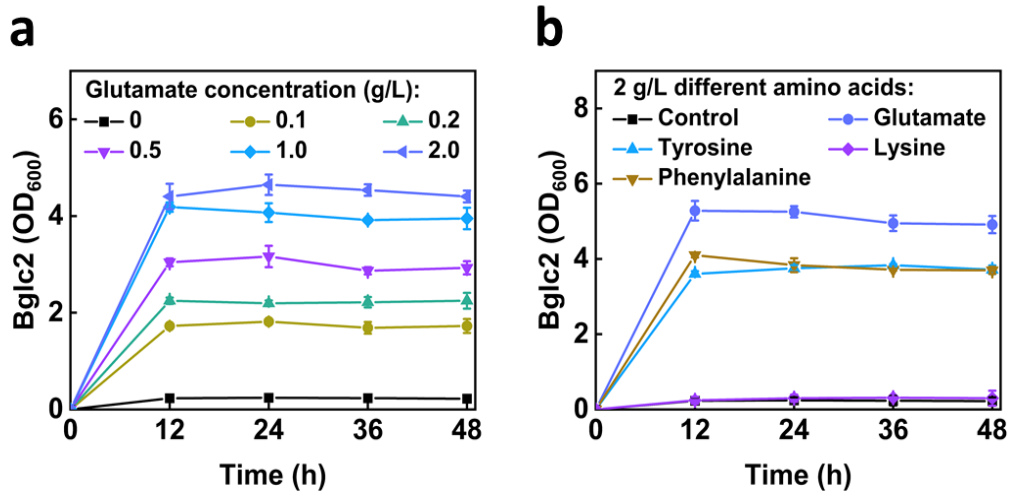 a
Glutamate concentration (g/L):
0 0.1 0.2
0.5 1.0 2.0
Bglc2 (OD600)
6
4
2
0
0 12 24 36 48
Time (h)
b
2 g/L different amino acids:
Control Glutamate
Tyrosine Lysine
Phenylalanine
Bglc2 (OD600)
8
6
4
2
0
0 12 24 36 48
Time (h)